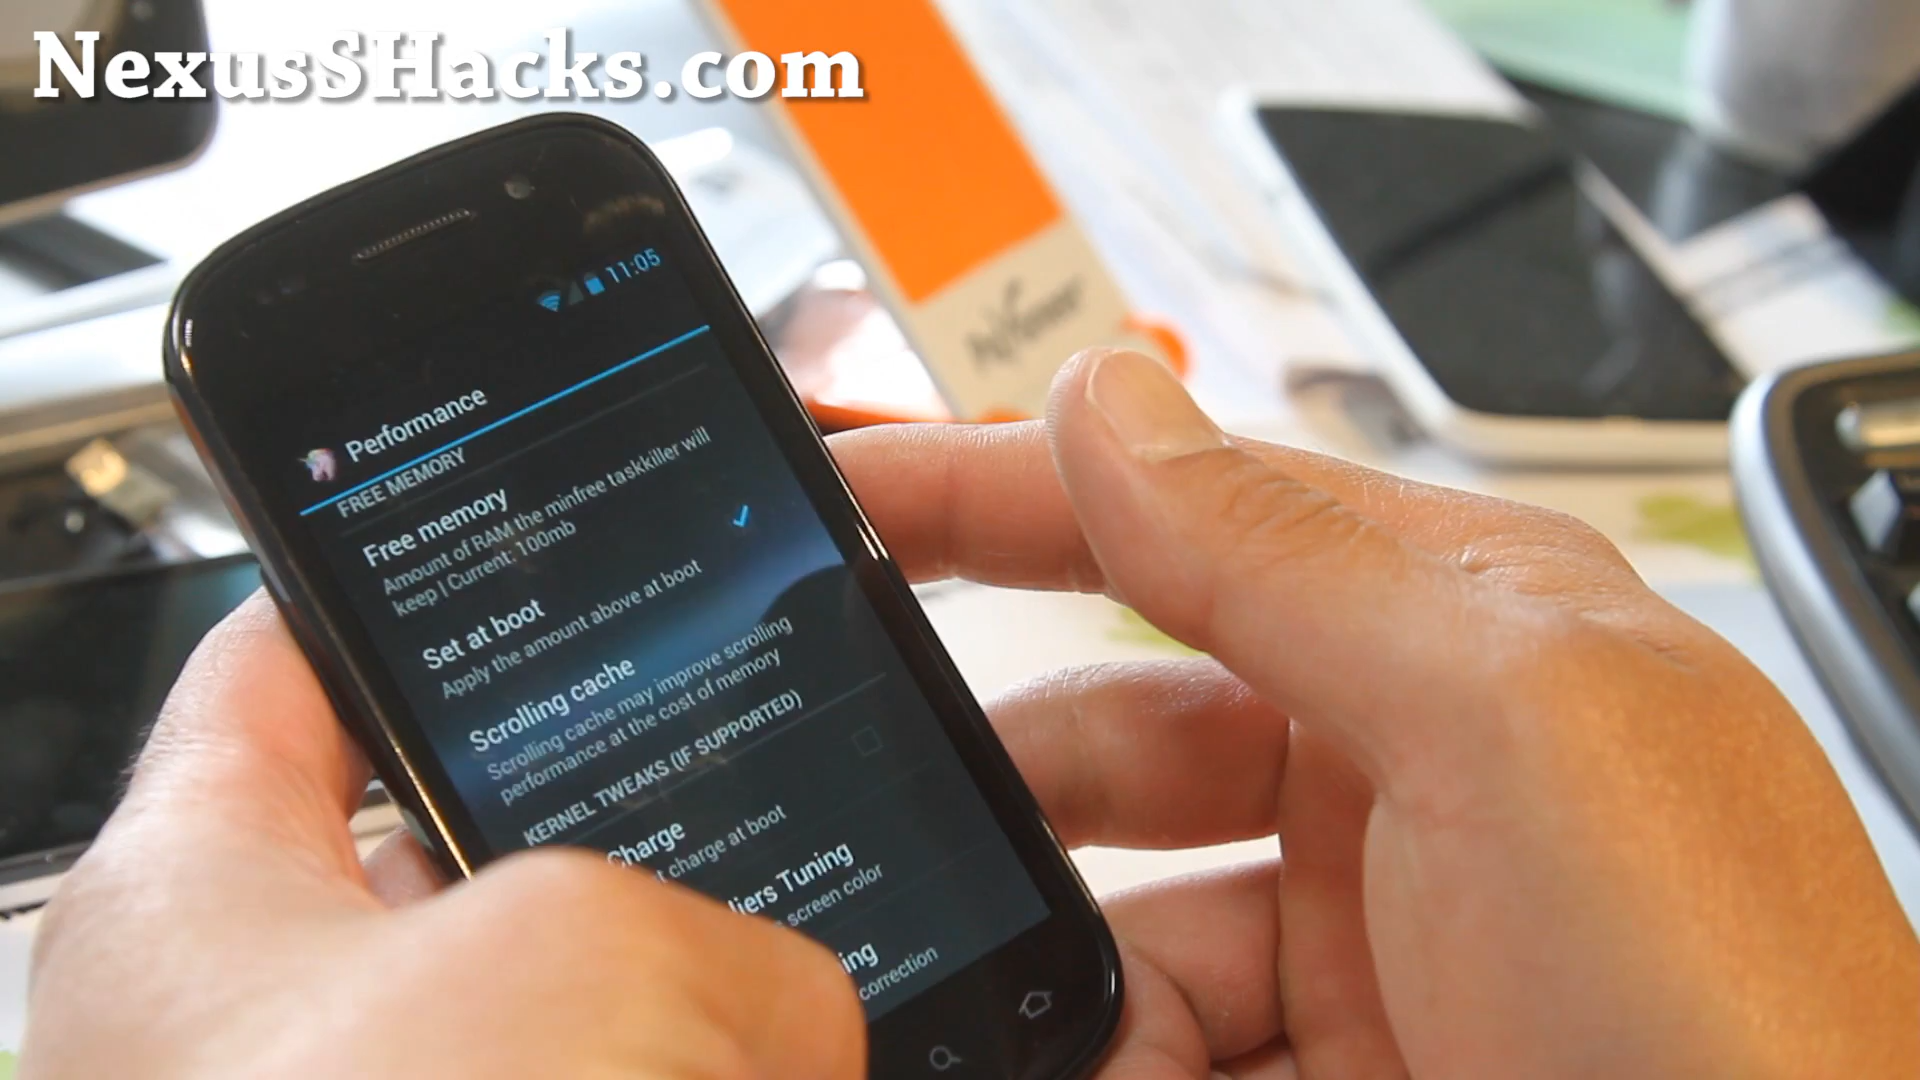 NexusSHacks.com
11:05
Performance
FREE MEMORY
Free memory
Amount of RAM the minfree taskkiller will
keep | Current: 100mb
Set at boot
Apply the amount above at boot
Scrolling cache
Scrolling cache may improve scrolling
performance at the cost of memory
KERNEL TWEAKS (IF SUPPORTED)
Charge
charge at boot
liers Tuning
screen color
ing
correction